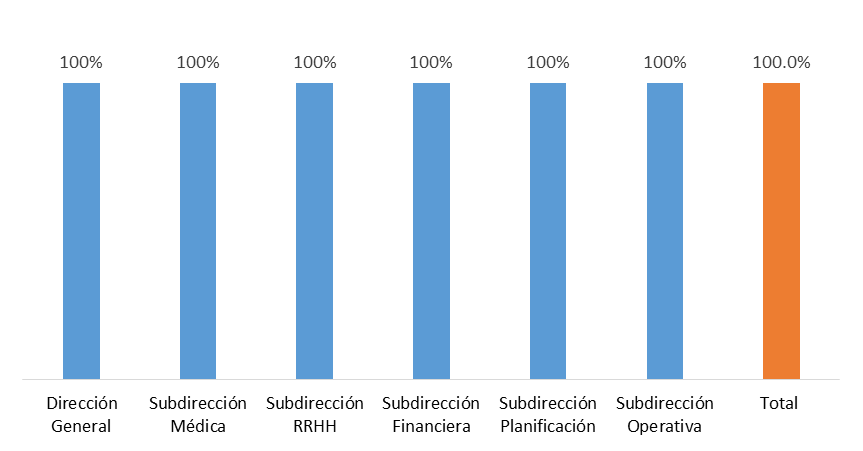 100% 100% 100% 100% 100% 100% 100.0%
Dirección Subdirección Subdirección Subdirección Subdirección Subdirección Total
General Médica RRHH Financiera Planificación Operativa